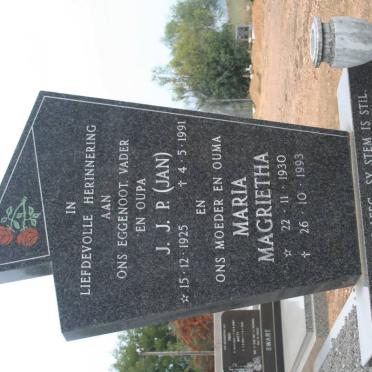 IN
LIEFDEVOLLE HERINNERING
AAN
ONS EGGENOOT, VADER
EN OUPA
J. J. P. (JAN)
☆ 15·12·1925 ✝ 4·5·1991
EN
ONS MOEDER EN OUMA
MARIA
MAGRIETHA
☆ 22·11·1930
✝ 26·10·1993
SY STEM IS STIL
SWART